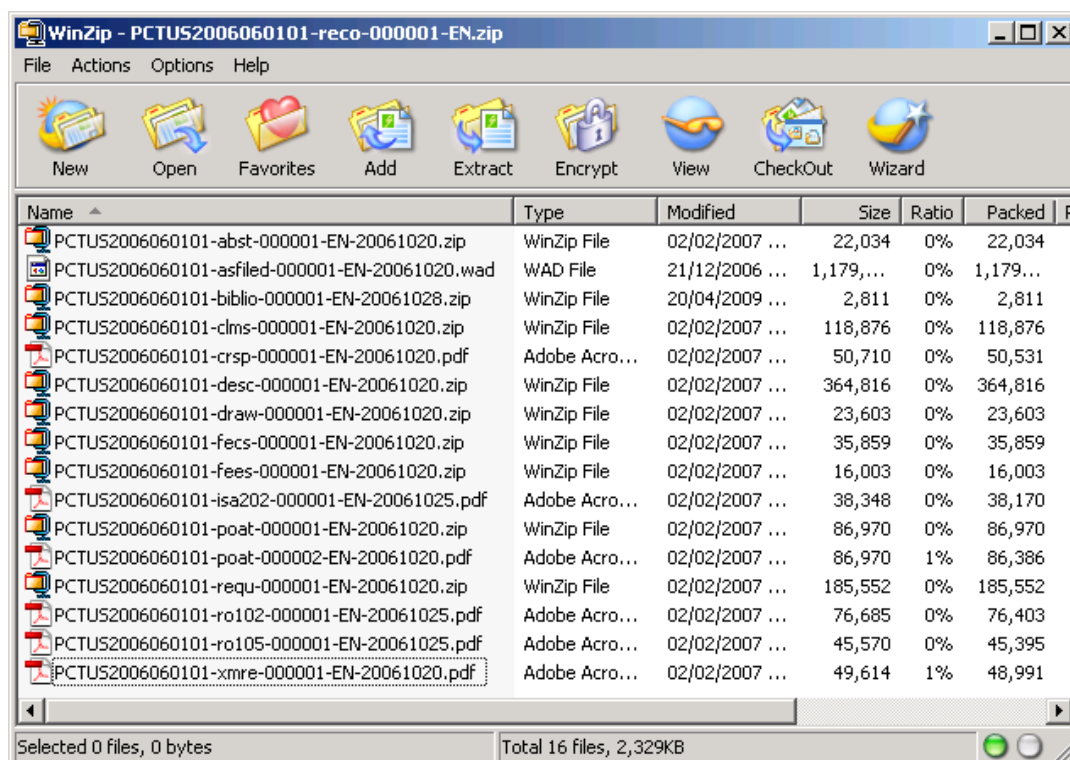 WinZip - PCTUS2006060101-reco-000001-EN.zip
File Actions Options Help
New Open Favorites Add Extract Encrypt View CheckOut Wizard
Name Type Modified Size Ratio Packed P
PCTUS2006060101-abst-000001-EN-20061020.zip WinZip File 02/02/2007 ... 22,034 0% 22,034
PCTUS2006060101-asfiled-000001-EN-20061020.wad WAD File 21/12/2006 ... 1,179,... 0% 1,179...
PCTUS2006060101-biblio-000001-EN-20061028.zip WinZip File 20/04/2009 ... 2,811 0% 2,811
PCTUS2006060101-clms-000001-EN-20061020.zip WinZip File 02/02/2007 ... 118,876 0% 118,876
PCTUS2006060101-crsp-000001-EN-20061020.pdf Adobe Acro... 02/02/2007 ... 50,710 0% 50,531
PCTUS2006060101-desc-000001-EN-20061020.zip WinZip File 02/02/2007 ... 364,816 0% 364,816
PCTUS2006060101-draw-000001-EN-20061020.zip WinZip File 02/02/2007 ... 23,603 0% 23,603
PCTUS2006060101-fecs-000001-EN-20061020.zip WinZip File 02/02/2007 ... 35,859 0% 35,859
PCTUS2006060101-fees-000001-EN-20061020.zip WinZip File 02/02/2007 ... 16,003 0% 16,003
PCTUS2006060101-isa202-000001-EN-20061025.pdf Adobe Acro... 02/02/2007 ... 38,348 0% 38,170
PCTUS2006060101-poat-000001-EN-20061020.zip WinZip File 02/02/2007 ... 86,970 0% 86,970
PCTUS2006060101-poat-000002-EN-20061020.pdf Adobe Acro... 02/02/2007 ... 86,970 1% 86,386
PCTUS2006060101-requ-000001-EN-20061020.zip WinZip File 02/02/2007 ... 185,552 0% 185,552
PCTUS2006060101-ro102-000001-EN-20061025.pdf Adobe Acro... 02/02/2007 ... 76,685 0% 76,403
PCTUS2006060101-ro105-000001-EN-20061025.pdf Adobe Acro... 02/02/2007 ... 45,570 0% 45,395
PCTUS2006060101-xmre-000001-EN-20061020.pdf Adobe Acro... 02/02/2007 ... 49,614 1% 48,991
Selected 0 files, 0 bytes Total 16 files, 2,329KB